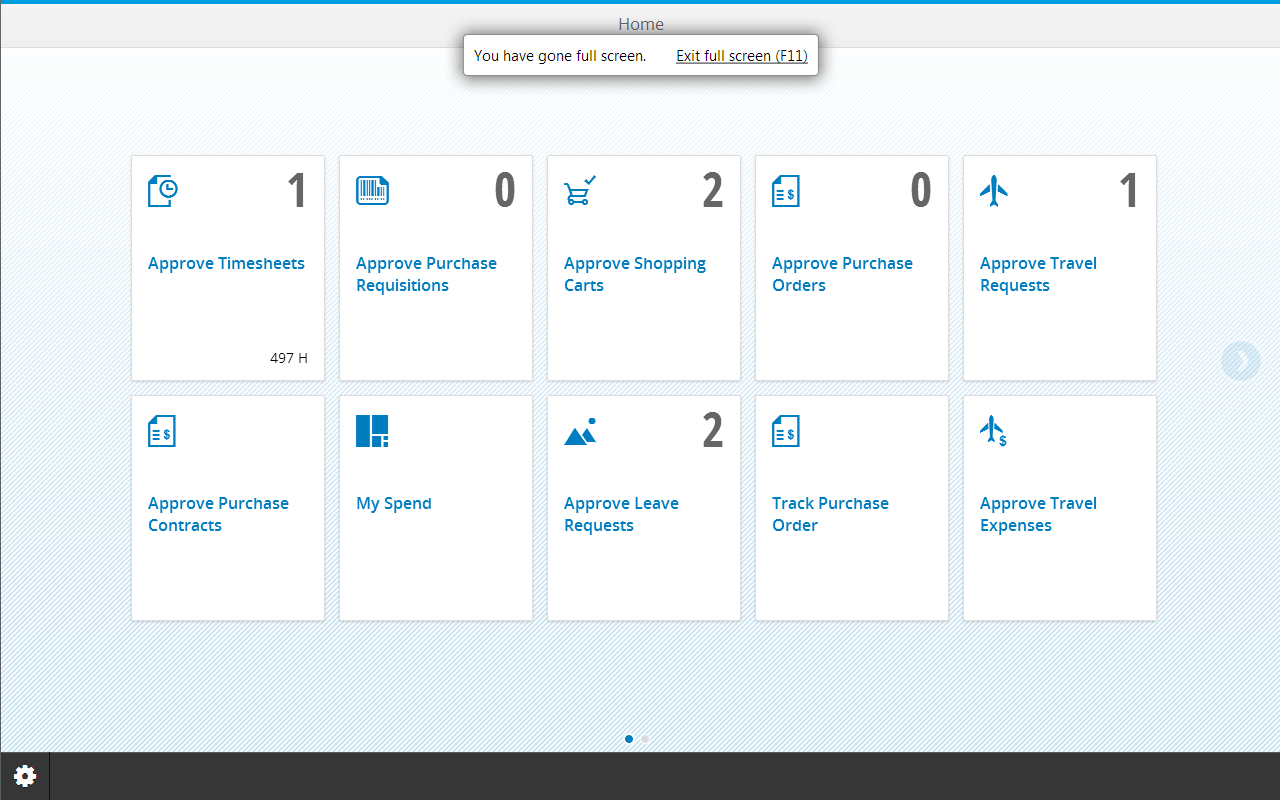 Home
You have gone full screen. Exit full screen (F11)
1
Approve Timesheets
497 H
0
Approve Purchase
Requisitions
2
Approve Shopping
Carts
$
0
Approve Purchase
Orders
1
Approve Travel
Requests
$
Approve Purchase
Contracts
My Spend
2
Approve Leave
Requests
$
Track Purchase
Order
$
Approve Travel
Expenses